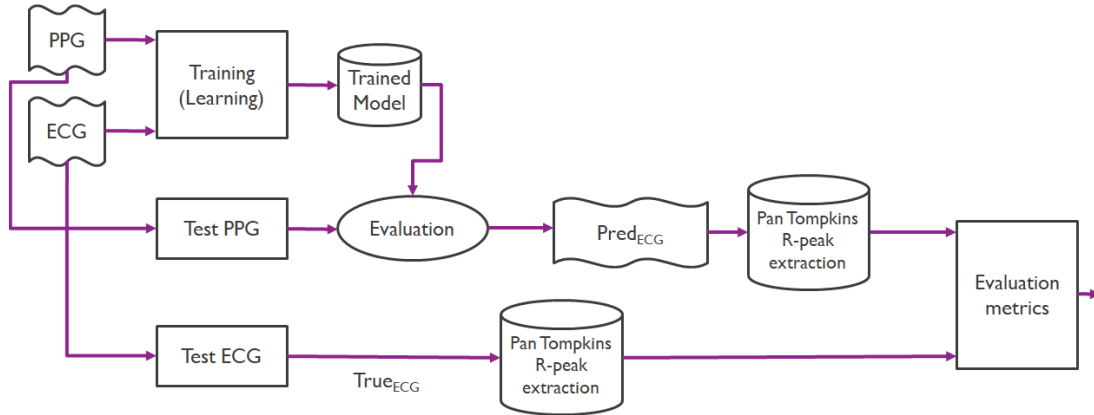 PPG
Training
(Learning)
Trained
Model
ECG
Test PPG
Evaluation
Pred_ECG
Pan Tompkins
R-peak
extraction
Evaluation
metrics
Test ECG
True_ECG
Pan Tompkins
R-peak
extraction